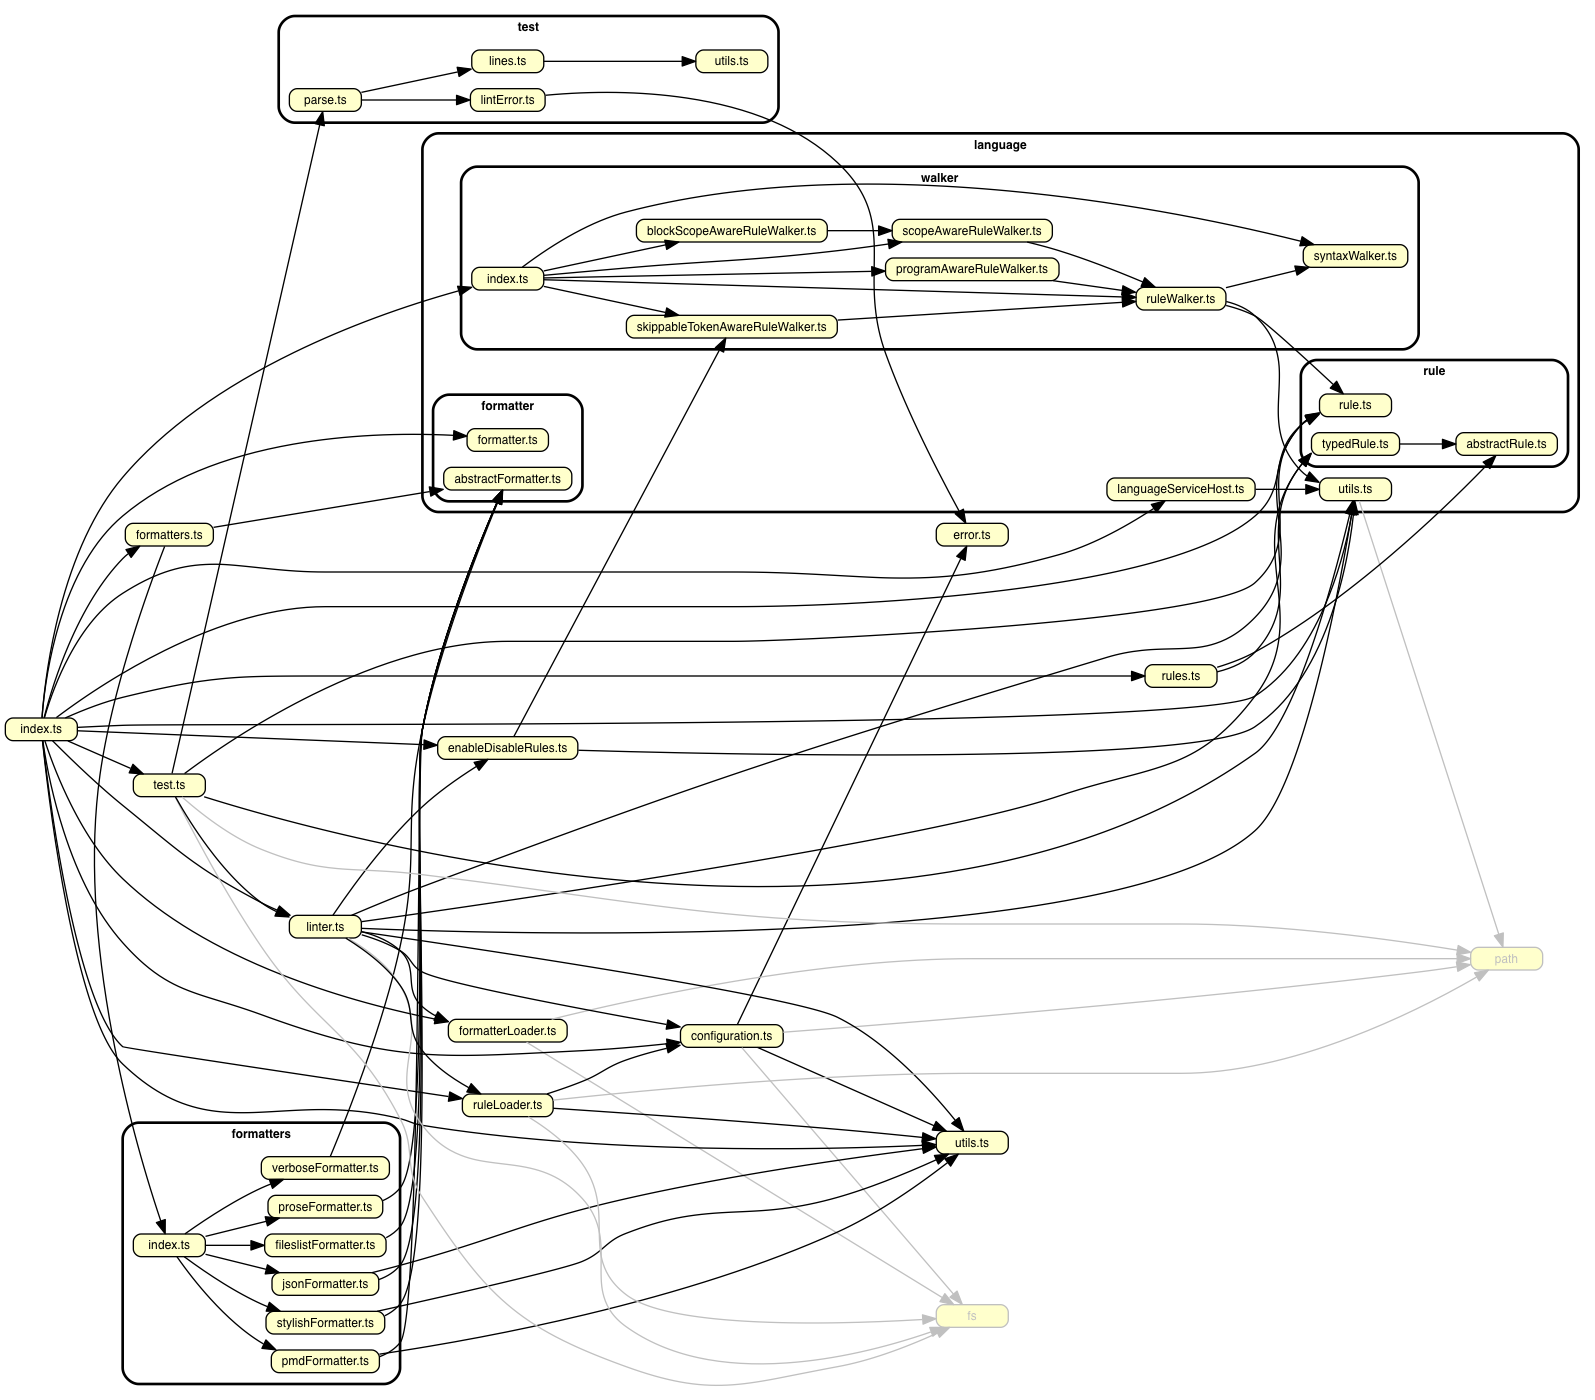 test
lines.ts
utils.ts
parse.ts
lintError.ts
language
walker
blockScopeAwareRuleWalker.ts
scopeAwareRuleWalker.ts
syntaxWalker.ts
programAwareRuleWalker.ts
index.ts
ruleWalker.ts
skippableTokenAwareRuleWalker.ts
rule
rule.ts
formatter
formatter.ts
typedRule.ts
abstractRule.ts
abstractFormatter.ts
languageServiceHost.ts
utils.ts
formatters.ts
error.ts
rules.ts
index.ts
enableDisableRules.ts
test.ts
linter.ts
path
formatterLoader.ts
configuration.ts
ruleLoader.ts
formatters
utils.ts
verboseFormatter.ts
proseFormatter.ts
index.ts
fileslistFormatter.ts
jsonFormatter.ts
fs
stylishFormatter.ts
pmdFormatter.ts